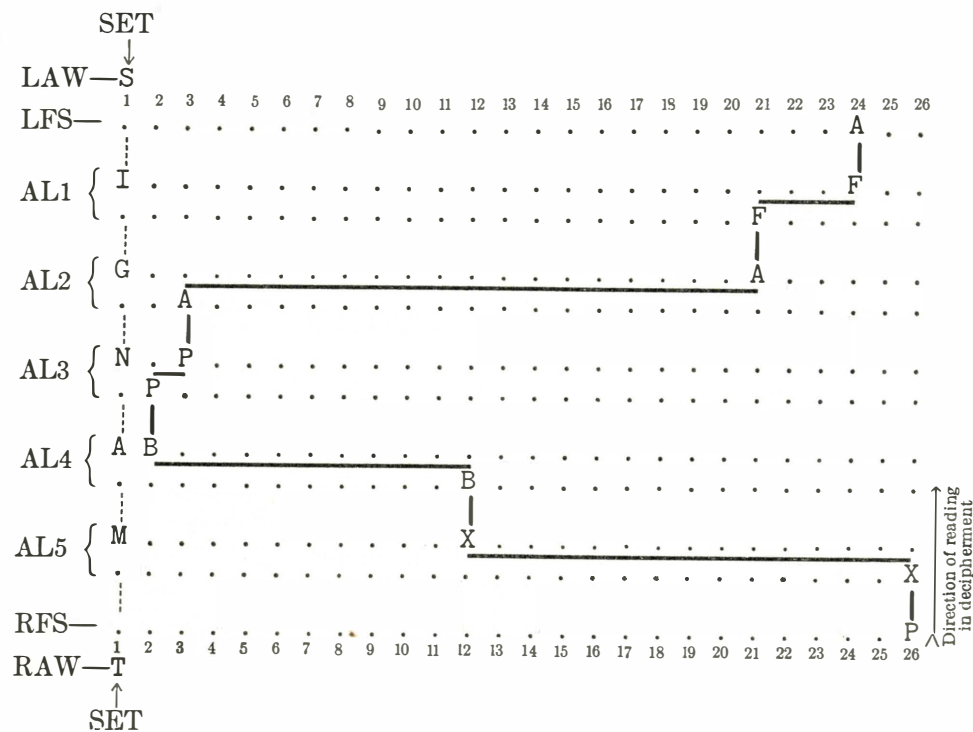 SET
LAW—S
1 2 3 4 5 6 7 8 9 10 11 12 13 14 15 16 17 18 19 20 21 22 23 24 25 26
LFS— A
AL1 I F
F
AL2 G A
A
AL3 N P
P
AL4 A B
B
AL5 M X
X
RFS— P
1 2 3 4 5 6 7 8 9 10 11 12 13 14 15 16 17 18 19 20 21 22 23 24 25 26
RAW—T
SET
Direction of reading
in decipherment